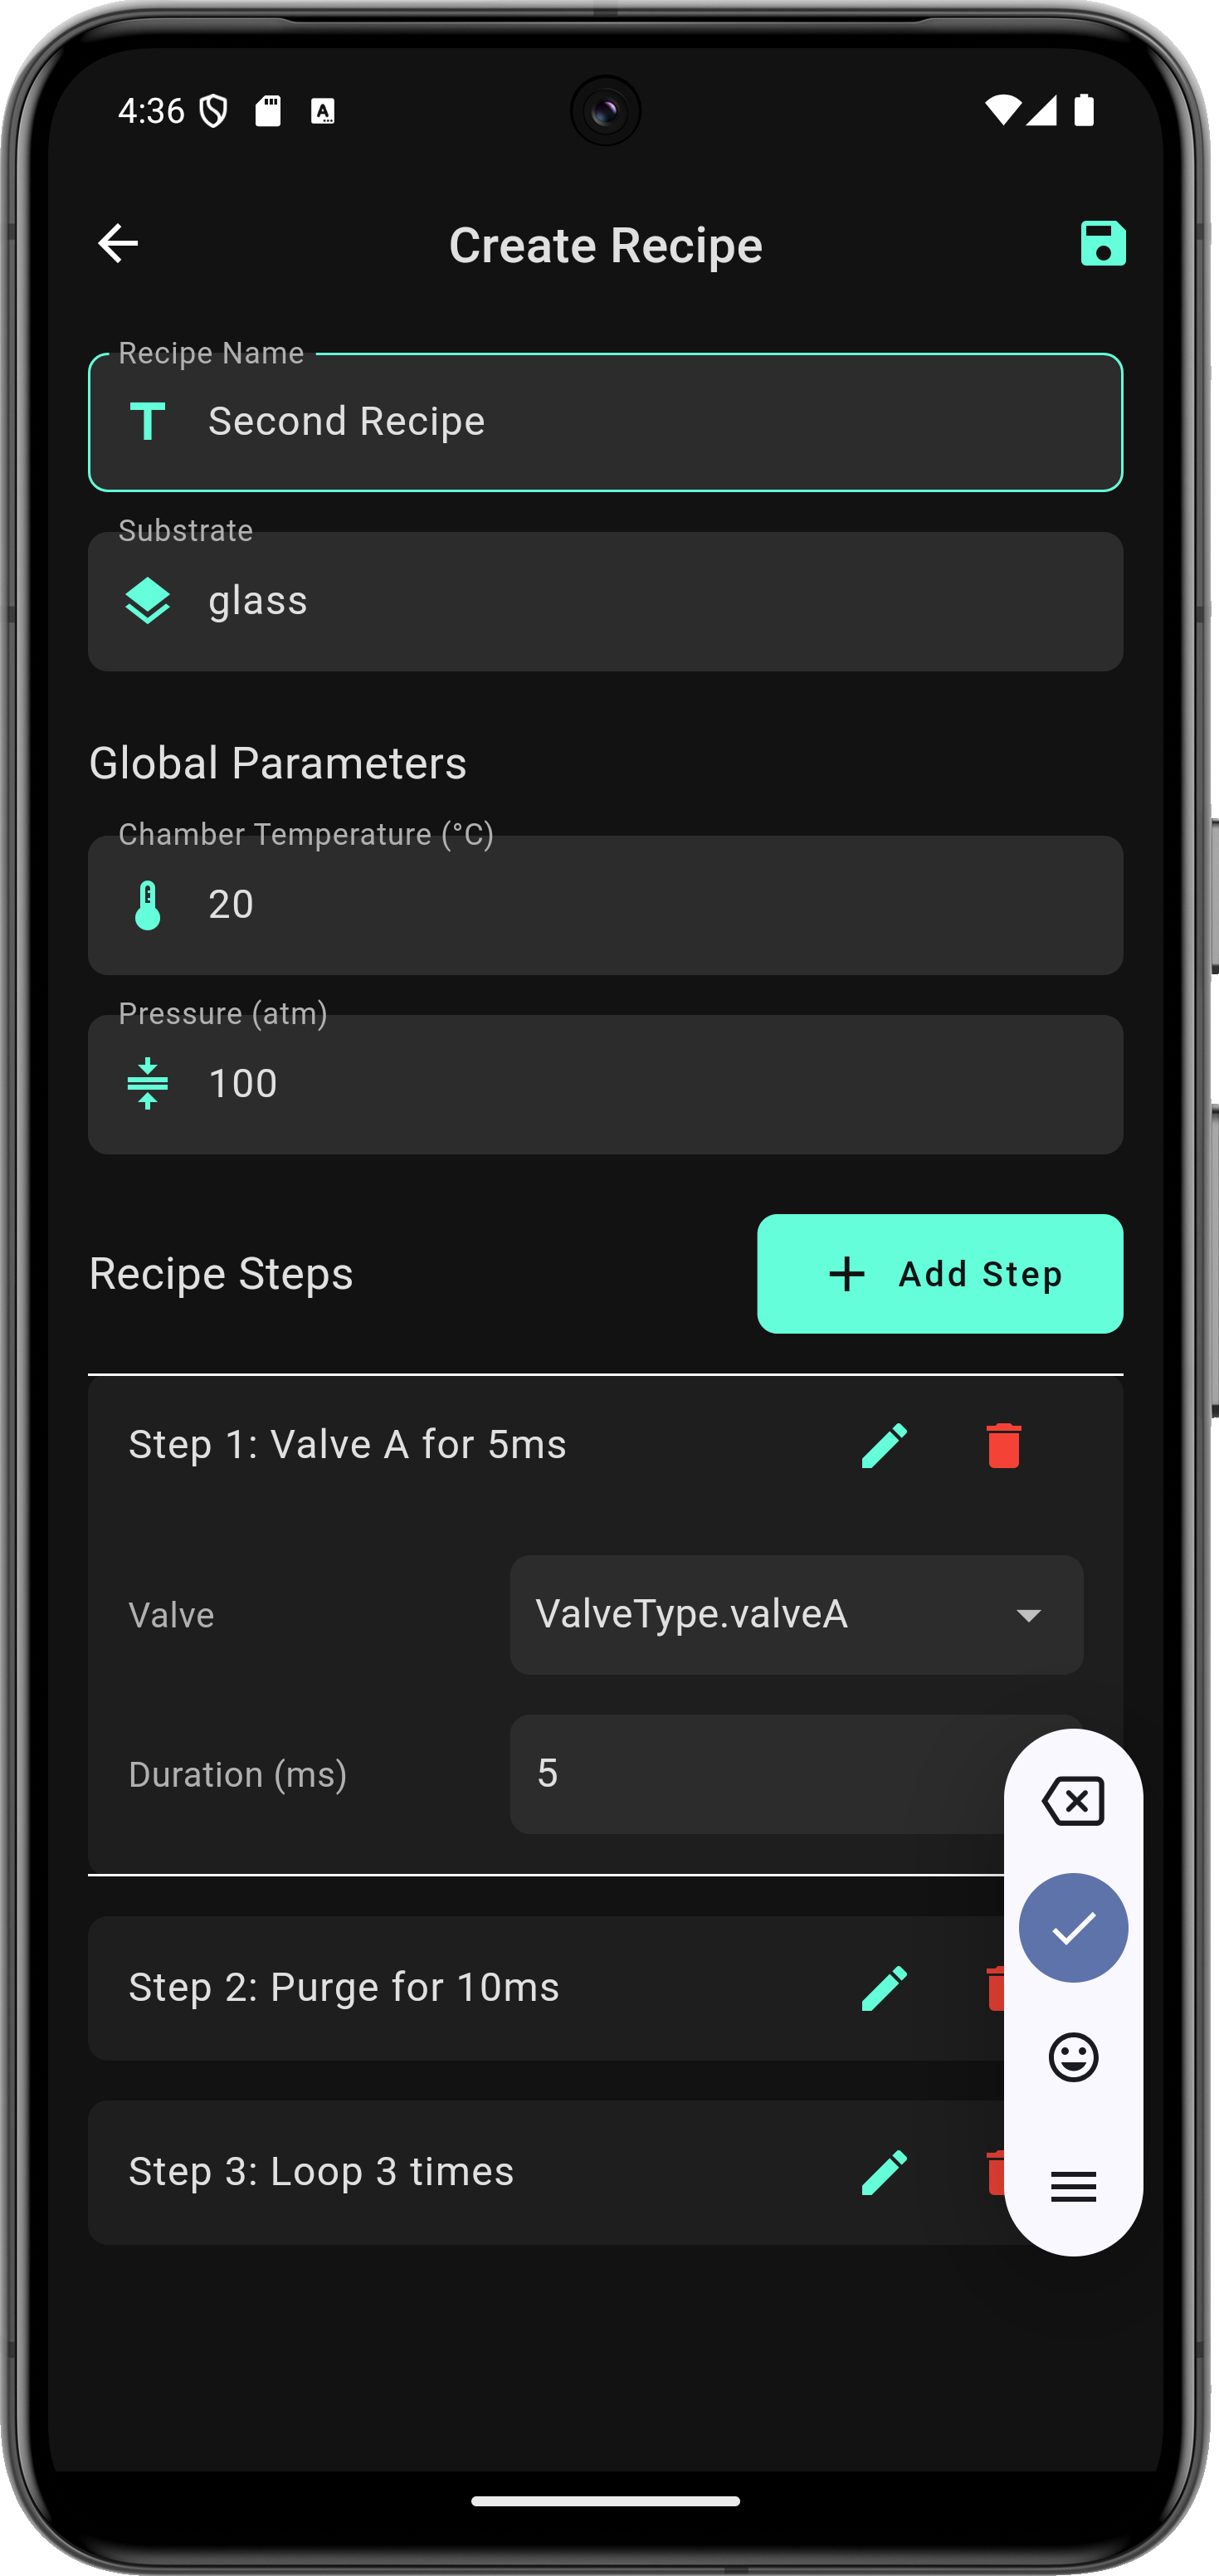 4:36
Create Recipe
Recipe Name
Second Recipe
Substrate
glass
Global Parameters
Chamber Temperature (°C)
20
Pressure (atm)
100
Recipe Steps
Add Step
Step 1: Valve A for 5ms
Valve
ValveType.valveA
Duration (ms)
5
Step 2: Purge for 10ms
Step 3: Loop 3 times